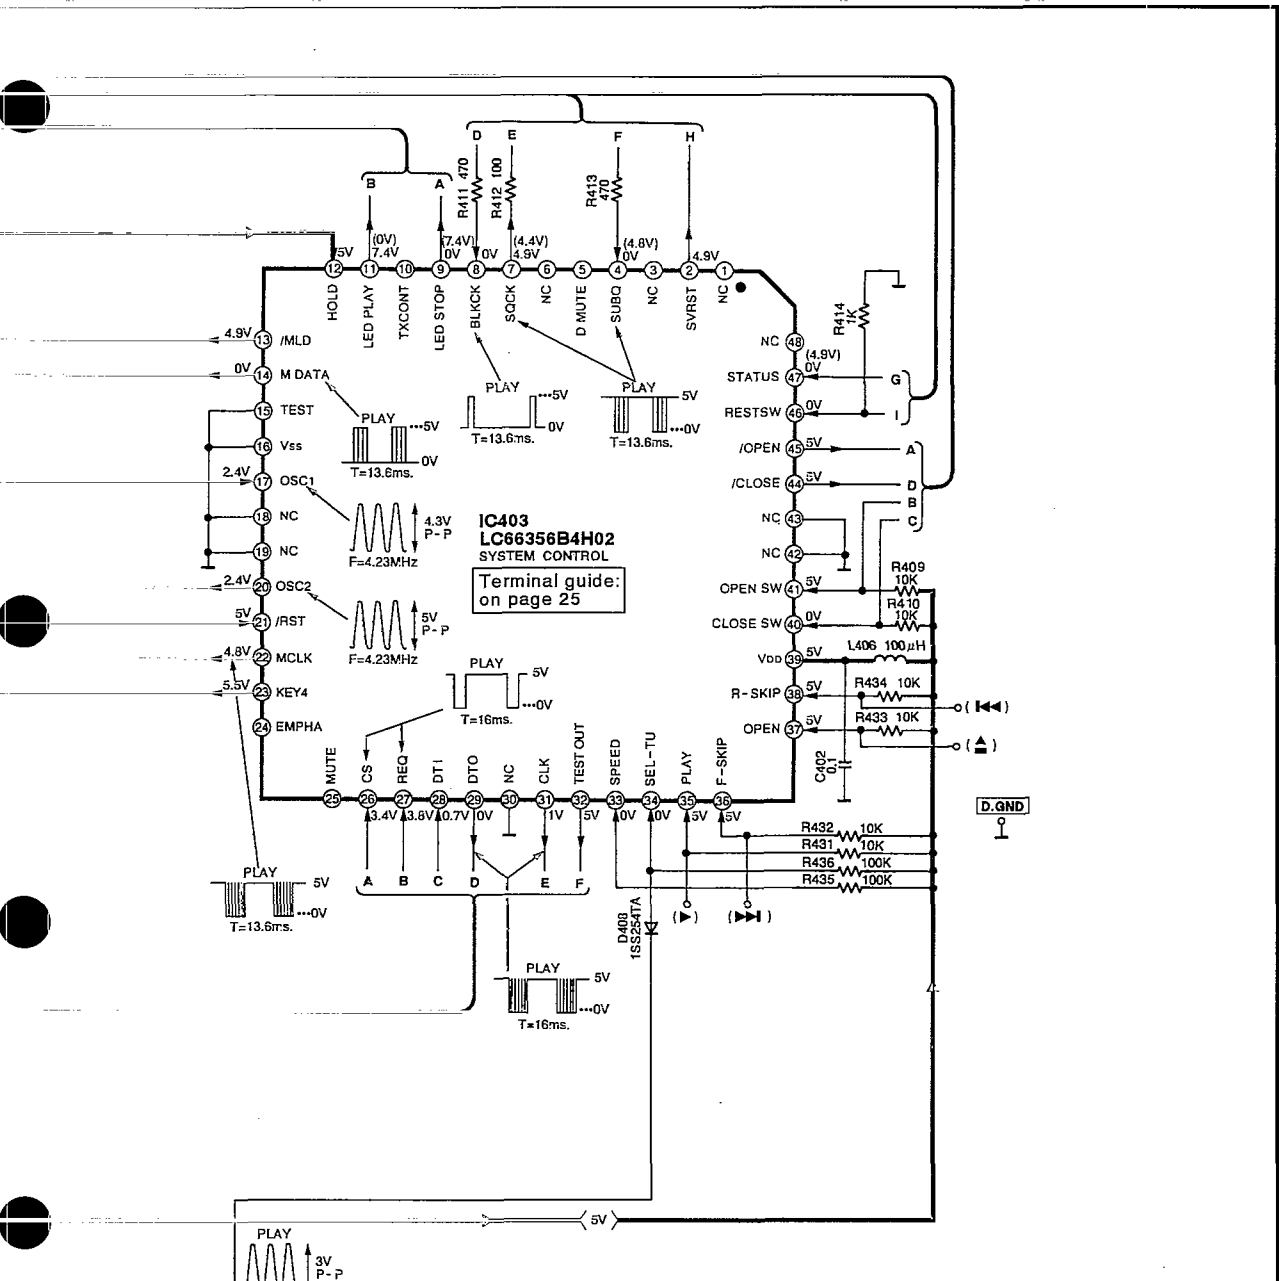 D E F H
R411 470
R412 100
R413 470
B A
(0V) (7.4V) (4.4V) (4.8V)
5V 7.4V 0V 0V 4.9V 0V 4.9V
12 11 10 9 8 7 6 5 4 3 2 1
HOLD
LED PLAY
TXCONT
LED STOP
BLKCK
SQCK
NC
D MUTE
SUBQ
NC
SVRST
NC
R414 1K
4.9V 13 /MLD
0V 14 M DATA
15 TEST
16 Vss
2.4V 17 OSC1
18 NC
19 NC
2.4V 20 OSC2
5V 21 /RST
4.8V 22 MCLK
5.5V 23 KEY4
24 EMPHA
PLAY
5V
0V
T=13.6ms.
PLAY
5V
0V
T=13.6ms.
PLAY
5V
0V
T=13.6ms.
4.3V
P-P
F=4.23MHz
5V
P-P
F=4.23MHz
IC403
LC66356B4H02
SYSTEM CONTROL
Terminal guide:
on page 25
NC 48
(4.9V)
STATUS 47 0V G
RESTSW 46 0V I
/OPEN 45 5V A
/CLOSE 44 5V D
B
C
NC 43
NC 42
OPEN SW 41 5V
R409
10K
CLOSE SW 40 0V
R410
10K
VDD 39 5V
L406 100μH
R-SKIP 38 5V
R434 10K
(⏮)
OPEN 37 5V
R433 10K
(⏏)
C402
0.1
D.GND
PLAY
5V
0V
T=16ms.
MUTE
CS
REQ
DTI
DTO
NC
CLK
TEST OUT
SPEED
SEL-TU
PLAY
F-SKIP
25 26 27 28 29 30 31 32 33 34 35 36
3.4V 3.8V 0.7V 0V 1V 5V 0V 0V 5V 5V
R432 10K
R431 10K
R436 100K
R435 100K
A B C D E F
(▶) (⏭)
D408
1SS254TA
PLAY
5V
0V
T=13.6ms.
PLAY
5V
0V
T=16ms.
5V
PLAY
3V
P-P